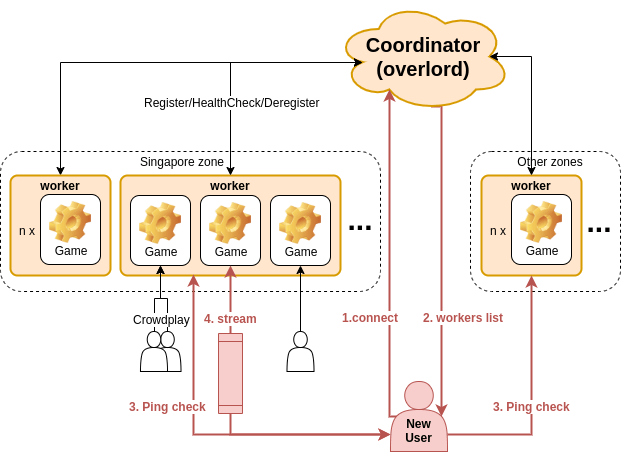 Coordinator
(overlord)
Register/HealthCheck/Deregister
Singapore zone
Other zones
worker
worker
worker
n x
Game
Game
Game
Game
...
n x
Game
...
Crowdplay
4. stream
1.connect
2. workers list
3. Ping check
3. Ping check
New
User